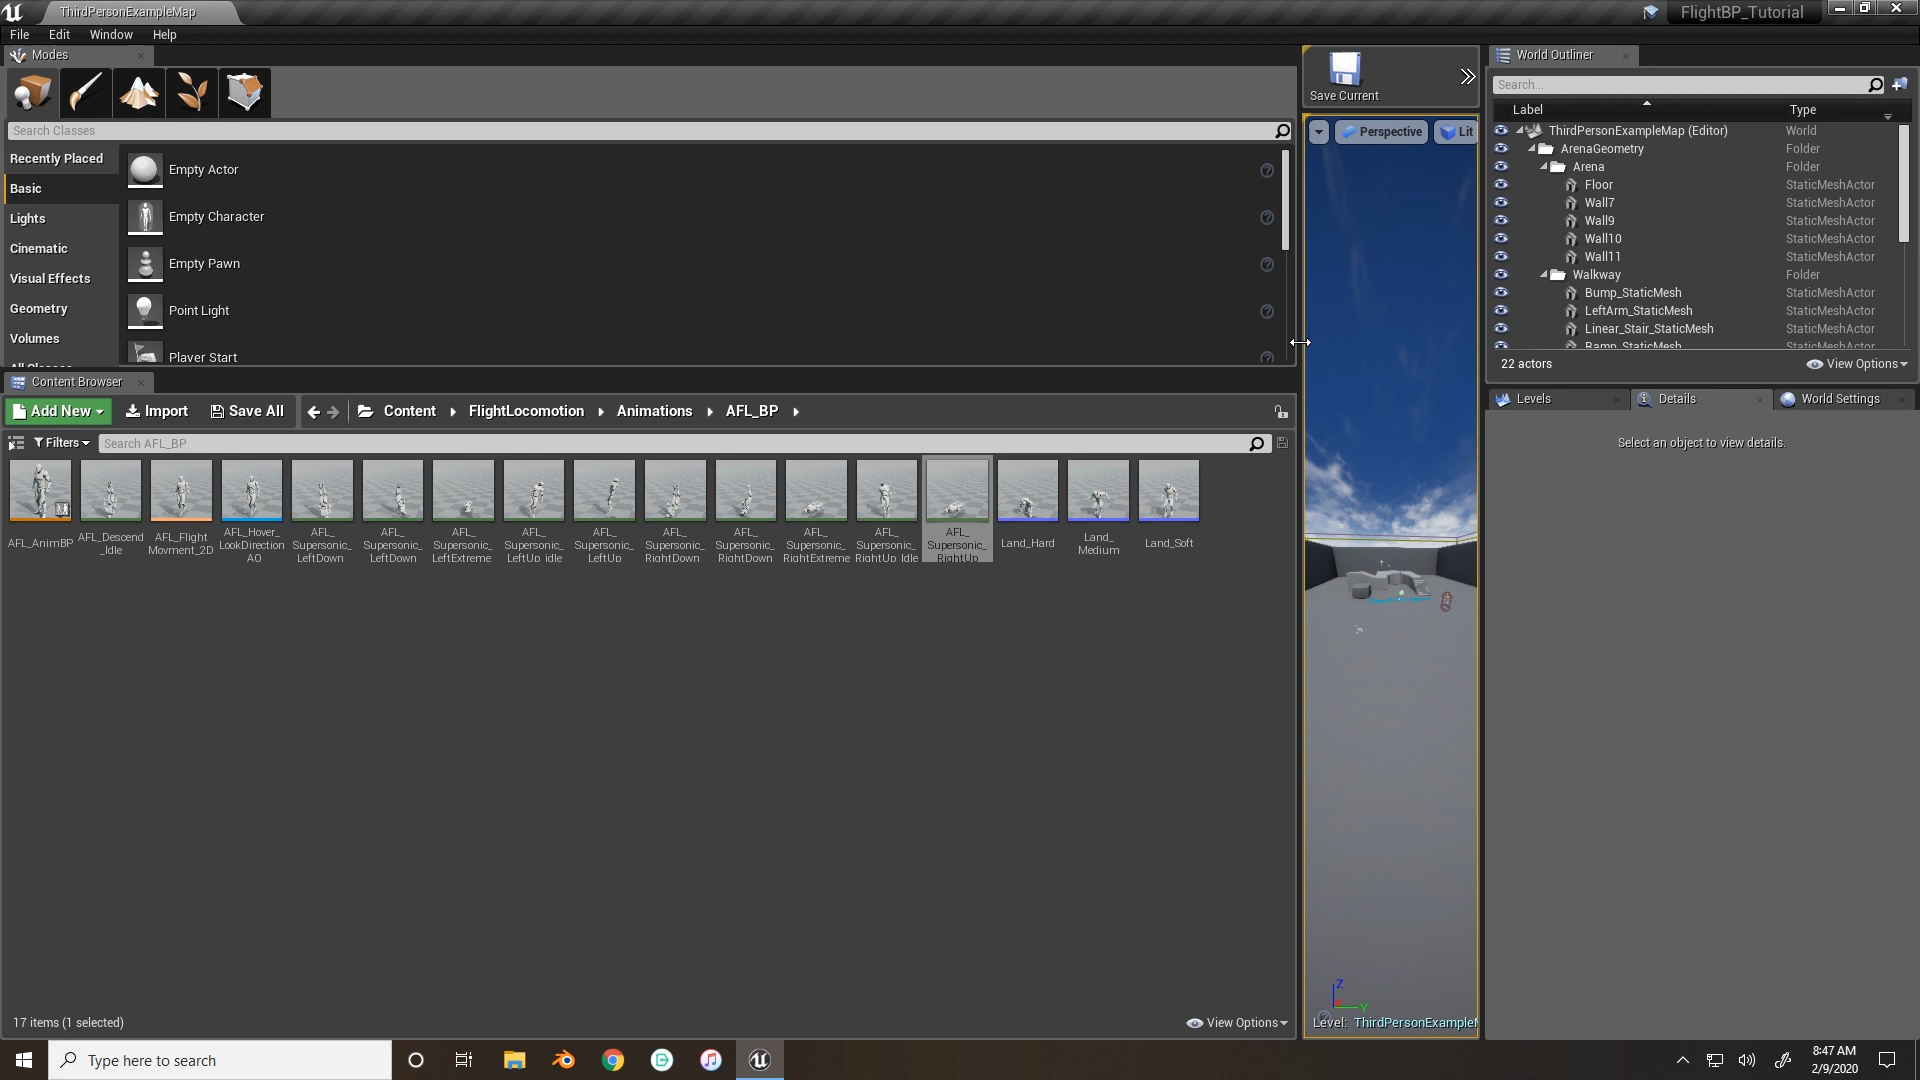 ThirdPersonExampleMap
FlightBP_Tutorial
File Edit Window Help
Modes
Search Classes
Recently Placed
Basic
Lights
Cinematic
Visual Effects
Geometry
Volumes
Empty Actor
Empty Character
Empty Pawn
Point Light
Player Start
Content Browser
Add New Import Save All Content FlightLocomotion Animations AFL_BP
Filters Search AFL_BP
AFL_AnimBP
AFL_Descend
_Idle
AFL_Flight
Movment_2D
AFL_Hover_
LookDirection
AO
AFL_
Supersonic_
LeftDown
AFL_
Supersonic_
LeftDown
AFL_
Supersonic_
LeftExtreme
AFL_
Supersonic_
LeftUp_idle
AFL_
Supersonic_
LeftUp
AFL_
Supersonic_
RightDown
AFL_
Supersonic_
RightDown
AFL_
Supersonic_
RightExtreme
AFL_
Supersonic_
RightUp_Idle
AFL_
Supersonic_
RightUp
Land_Hard
Land_
Medium
Land_Soft
17 items (1 selected)
View Options
Save Current
Perspective Lit
Z
Y
Level: ThirdPersonExample
World Outliner
Search...
Label Type
ThirdPersonExampleMap (Editor) World
ArenaGeometry Folder
Arena Folder
Floor StaticMeshActor
Wall7 StaticMeshActor
Wall9 StaticMeshActor
Wall10 StaticMeshActor
Wall11 StaticMeshActor
Walkway Folder
Bump_StaticMesh StaticMeshActor
LeftArm_StaticMesh StaticMeshActor
Linear_Stair_StaticMesh StaticMeshActor
Ramp_StaticMesh StaticMeshActor
22 actors View Options
Levels Details World Settings
Select an object to view details.
Type here to search
8:47 AM
2/9/2020